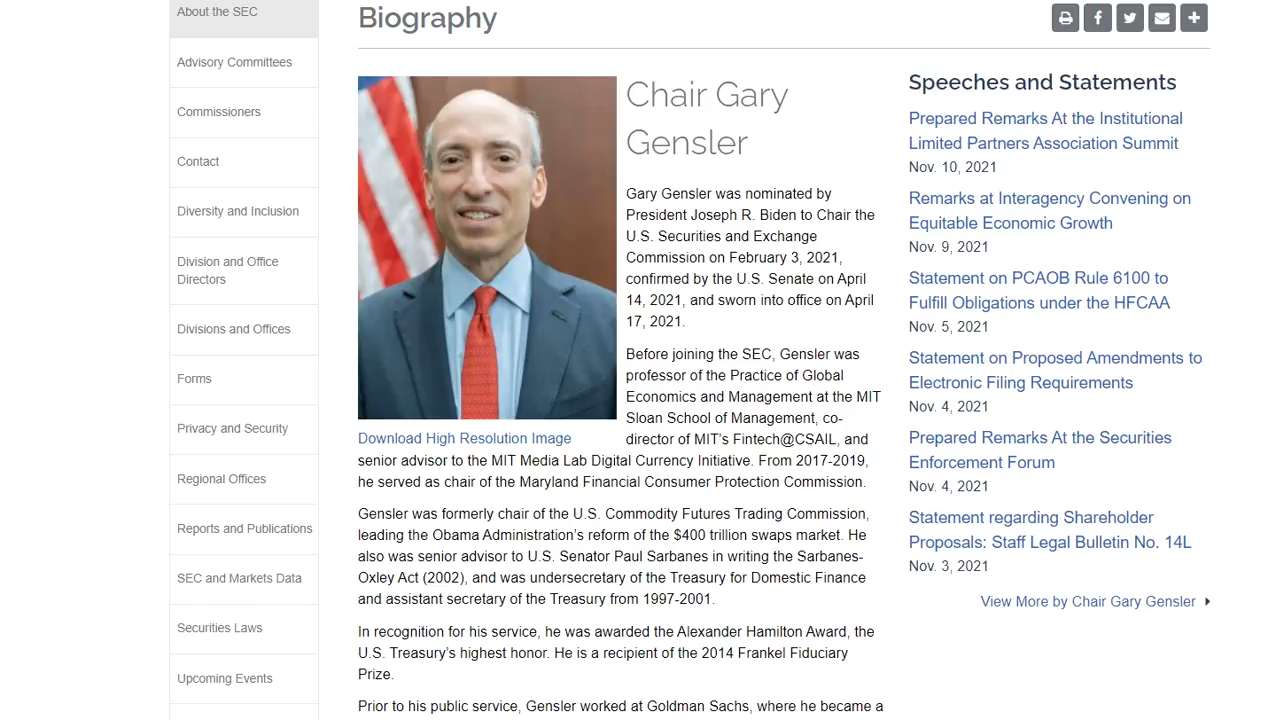 About the SEC
Advisory Committees
Commissioners
Contact
Diversity and Inclusion
Division and Office
Directors
Divisions and Offices
Forms
Privacy and Security
Regional Offices
Reports and Publications
SEC and Markets Data
Securities Laws
Upcoming Events
Biography
Chair Gary
Gensler
Gary Gensler was nominated by
President Joseph R. Biden to Chair the
U.S. Securities and Exchange
Commission on February 3, 2021,
confirmed by the U.S. Senate on April
14, 2021, and sworn into office on April
17, 2021.
Before joining the SEC, Gensler was
professor of the Practice of Global
Economics and Management at the MIT
Sloan School of Management, co-
director of MIT's Fintech@CSAIL, and
Download High Resolution Image
senior advisor to the MIT Media Lab Digital Currency Initiative. From 2017-2019,
he served as chair of the Maryland Financial Consumer Protection Commission.
Gensler was formerly chair of the U.S. Commodity Futures Trading Commission,
leading the Obama Administration's reform of the $400 trillion swaps market. He
also was senior advisor to U.S. Senator Paul Sarbanes in writing the Sarbanes-
Oxley Act (2002), and was undersecretary of the Treasury for Domestic Finance
and assistant secretary of the Treasury from 1997-2001.
In recognition for his service, he was awarded the Alexander Hamilton Award, the
U.S. Treasury's highest honor. He is a recipient of the 2014 Frankel Fiduciary
Prize.
Prior to his public service, Gensler worked at Goldman Sachs, where he became a
Speeches and Statements
Prepared Remarks At the Institutional
Limited Partners Association Summit
Nov. 10, 2021
Remarks at Interagency Convening on
Equitable Economic Growth
Nov. 9, 2021
Statement on PCAOB Rule 6100 to
Fulfill Obligations under the HFCAA
Nov. 5, 2021
Statement on Proposed Amendments to
Electronic Filing Requirements
Nov. 4, 2021
Prepared Remarks At the Securities
Enforcement Forum
Nov. 4, 2021
Statement regarding Shareholder
Proposals: Staff Legal Bulletin No. 14L
Nov. 3, 2021
View More by Chair Gary Gensler